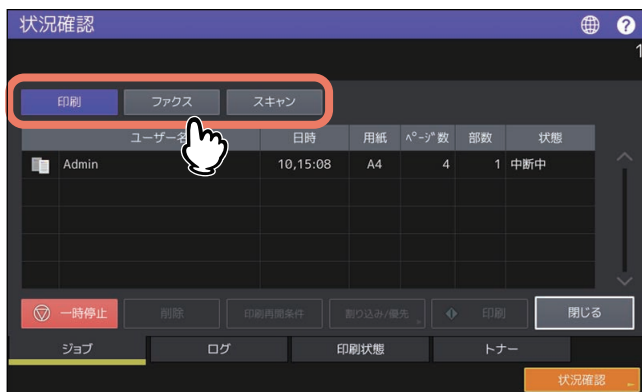 状況確認 ?
1
印刷 ファクス スキャン
ユーザー名 日時 用紙 ページ数 部数 状態
Admin 10,15:08 A4 4 1 中断中
一時停止 削除 印刷再開条件 割り込み/優先 印刷 閉じる
ジョブ ログ 印刷状態 トナー
状況確認